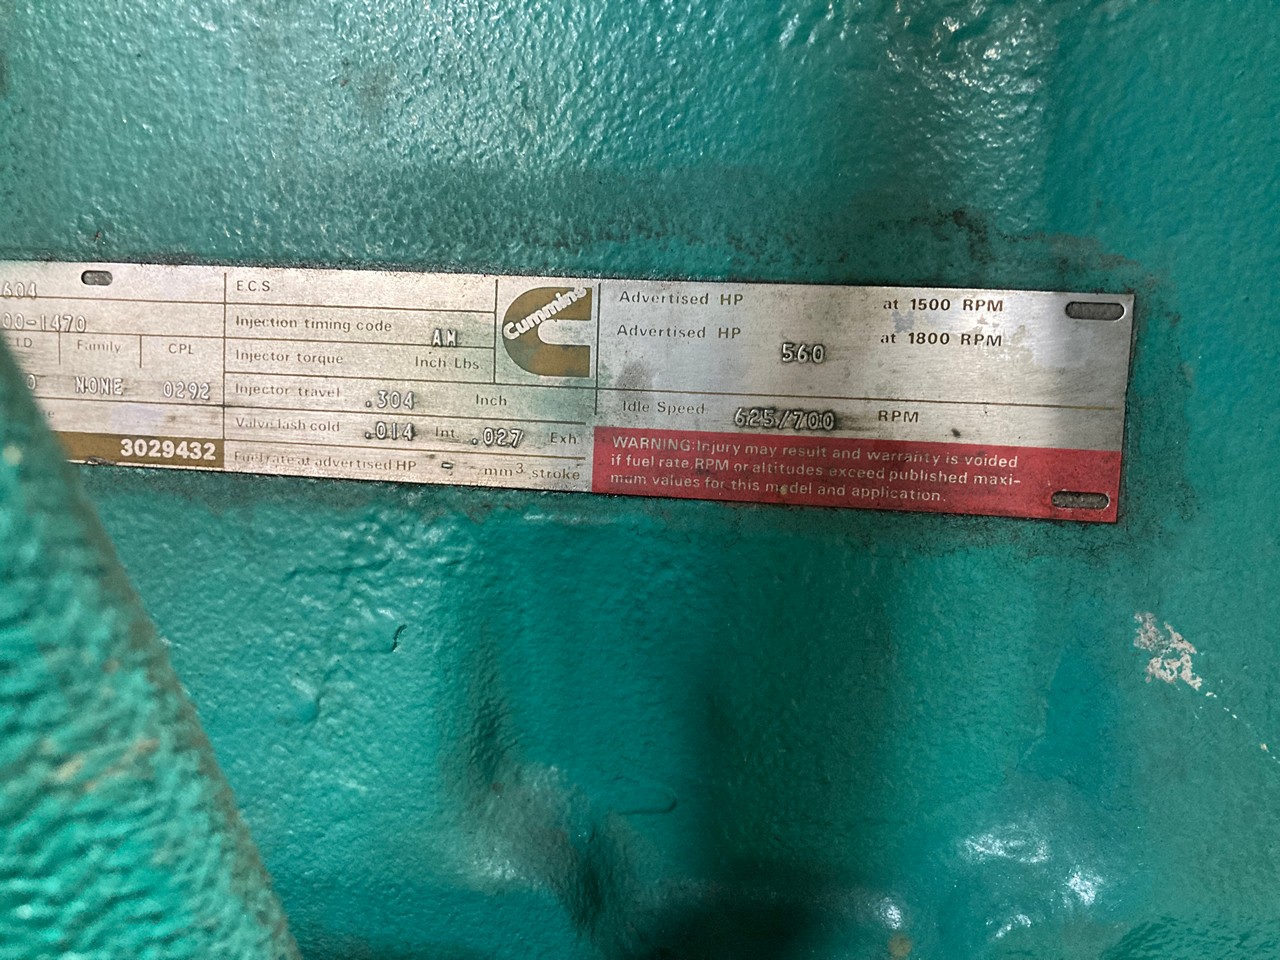 604
00-1470
ID Family CPL
0 NONE 0292
3029432
E.C.S.
Injection timing code
Injector torque Inch Lbs.
Injector travel .304 Inch
Valve lash cold .014 Int. .027 Exh.
Fuel rate at advertised HP - mm³ stroke
Cummins
Advertised HP at 1500 RPM
Advertised HP 560 at 1800 RPM
Idle Speed 625/700 RPM
WARNING: Injury may result and warranty is voided
if fuel rate, RPM or altitudes exceed published maxi-
mum values for this model and application.